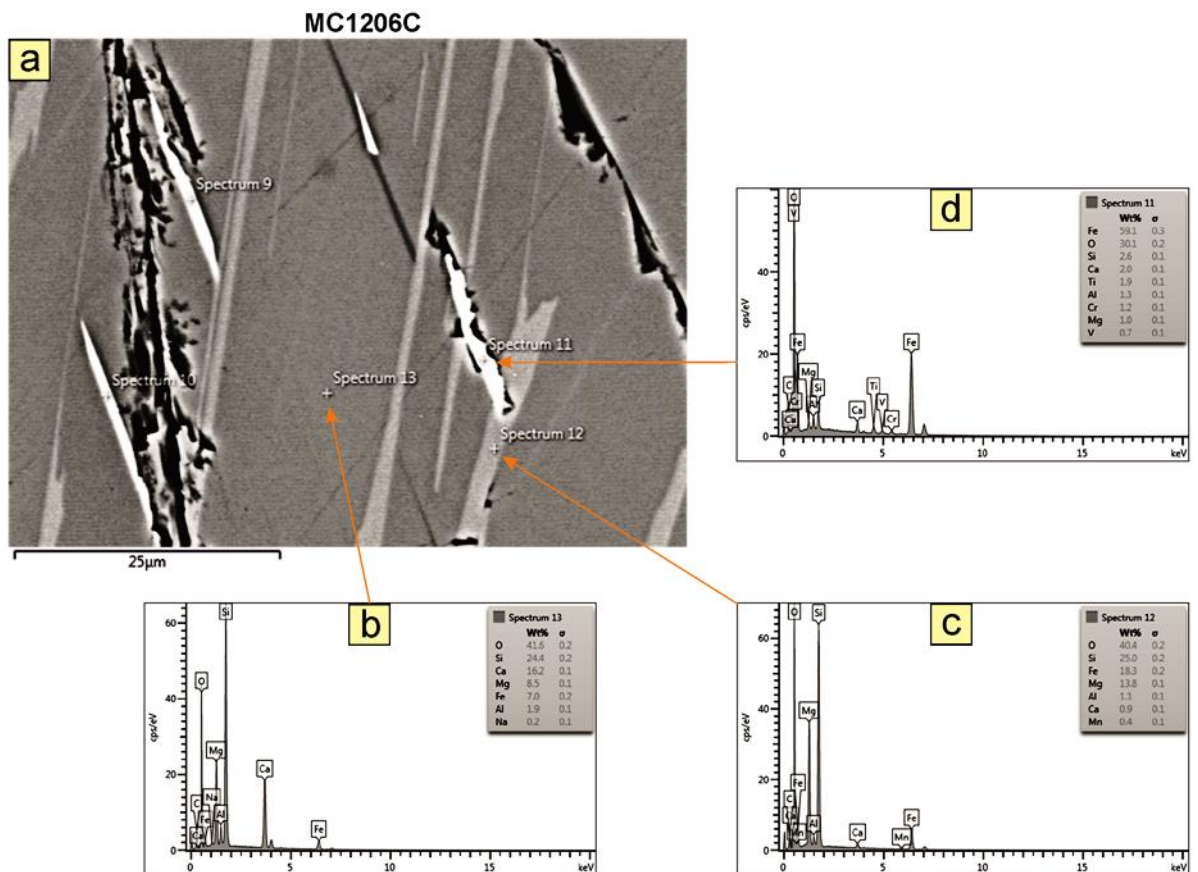 MC1206C
a
Spectrum 9
Spectrum 10
Spectrum 11
Spectrum 13
Spectrum 12
25µm
d
Spectrum 11
Wt% σ
Fe 59.1 0.3
O 30.1 0.2
Si 2.6 0.1
Ca 2.0 0.1
Ti 1.9 0.1
Al 1.3 0.1
Cr 1.2 0.1
Mg 1.0 0.1
V 0.7 0.1
cps/eV
40
20
0
O
V
Fe
C
Cr
Ca
Mg
Al
Si
Ca
Ti
V
Cr
Fe
0 5 10 15 keV
b
Spectrum 13
Wt% σ
O 41.6 0.2
Si 24.4 0.2
Ca 16.2 0.1
Mg 8.5 0.1
Fe 7.0 0.2
Al 1.9 0.1
Na 0.2 0.1
cps/eV
60
40
20
0
Si
O
Mg
C
Na
Fe
Al
Ca
Ca
Fe
0 5 10 15 keV
c
Spectrum 12
Wt% σ
O 40.4 0.2
Si 25.0 0.2
Fe 18.3 0.2
Mg 13.8 0.1
Al 1.1 0.1
Ca 0.9 0.1
Mn 0.4 0.1
cps/eV
60
40
20
0
O
Si
Mg
Fe
C
Ca
Mn
Al
Ca
Mn
Fe
0 5 10 15 keV